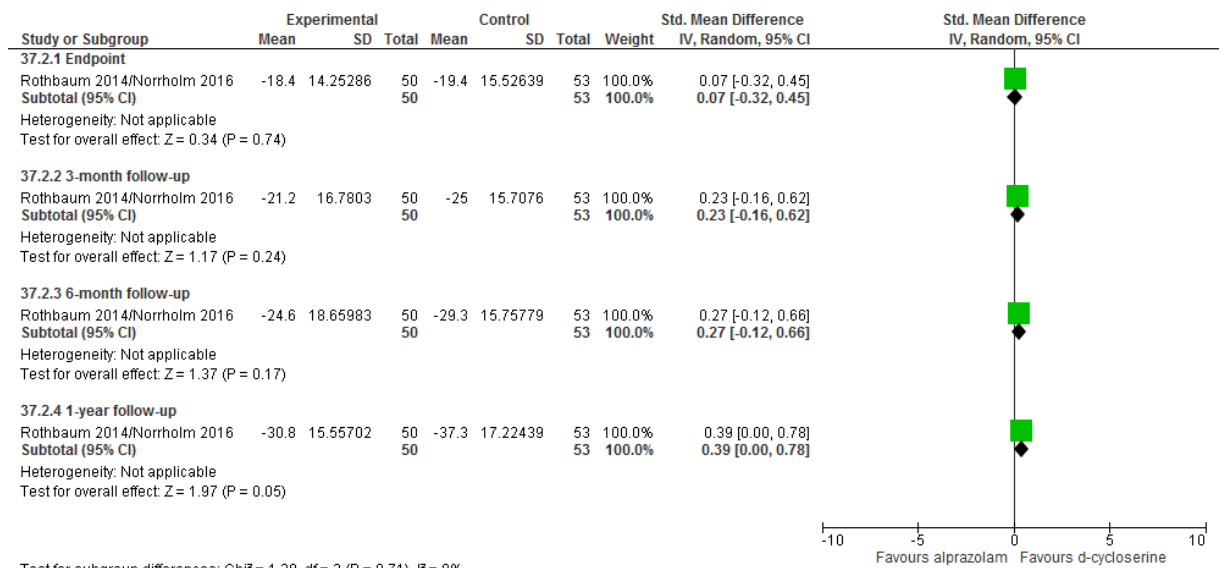 Experimental Control Std. Mean Difference Std. Mean Difference
Study or Subgroup Mean SD Total Mean SD Total Weight IV, Random, 95% CI IV, Random, 95% CI
37.2.1 Endpoint
Rothbaum 2014/Norrholm 2016 -18.4 14.25286 50 -19.4 15.52639 53 100.0% 0.07 [-0.32, 0.45]
Subtotal (95% CI) 50 53 100.0% 0.07 [-0.32, 0.45]
Heterogeneity: Not applicable
Test for overall effect: Z = 0.34 (P = 0.74)
37.2.2 3-month follow-up
Rothbaum 2014/Norrholm 2016 -21.2 16.7803 50 -25 15.7076 53 100.0% 0.23 [-0.16, 0.62]
Subtotal (95% CI) 50 53 100.0% 0.23 [-0.16, 0.62]
Heterogeneity: Not applicable
Test for overall effect: Z = 1.17 (P = 0.24)
37.2.3 6-month follow-up
Rothbaum 2014/Norrholm 2016 -24.6 18.65983 50 -29.3 15.75779 53 100.0% 0.27 [-0.12, 0.66]
Subtotal (95% CI) 50 53 100.0% 0.27 [-0.12, 0.66]
Heterogeneity: Not applicable
Test for overall effect: Z = 1.37 (P = 0.17)
37.2.4 1-year follow-up
Rothbaum 2014/Norrholm 2016 -30.8 15.55702 50 -37.3 17.22439 53 100.0% 0.39 [0.00, 0.78]
Subtotal (95% CI) 50 53 100.0% 0.39 [0.00, 0.78]
Heterogeneity: Not applicable
Test for overall effect: Z = 1.97 (P = 0.05)
-10 -5 0 5 10
Favours alprazolam Favours d-cycloserine
Test for subgroup differences: